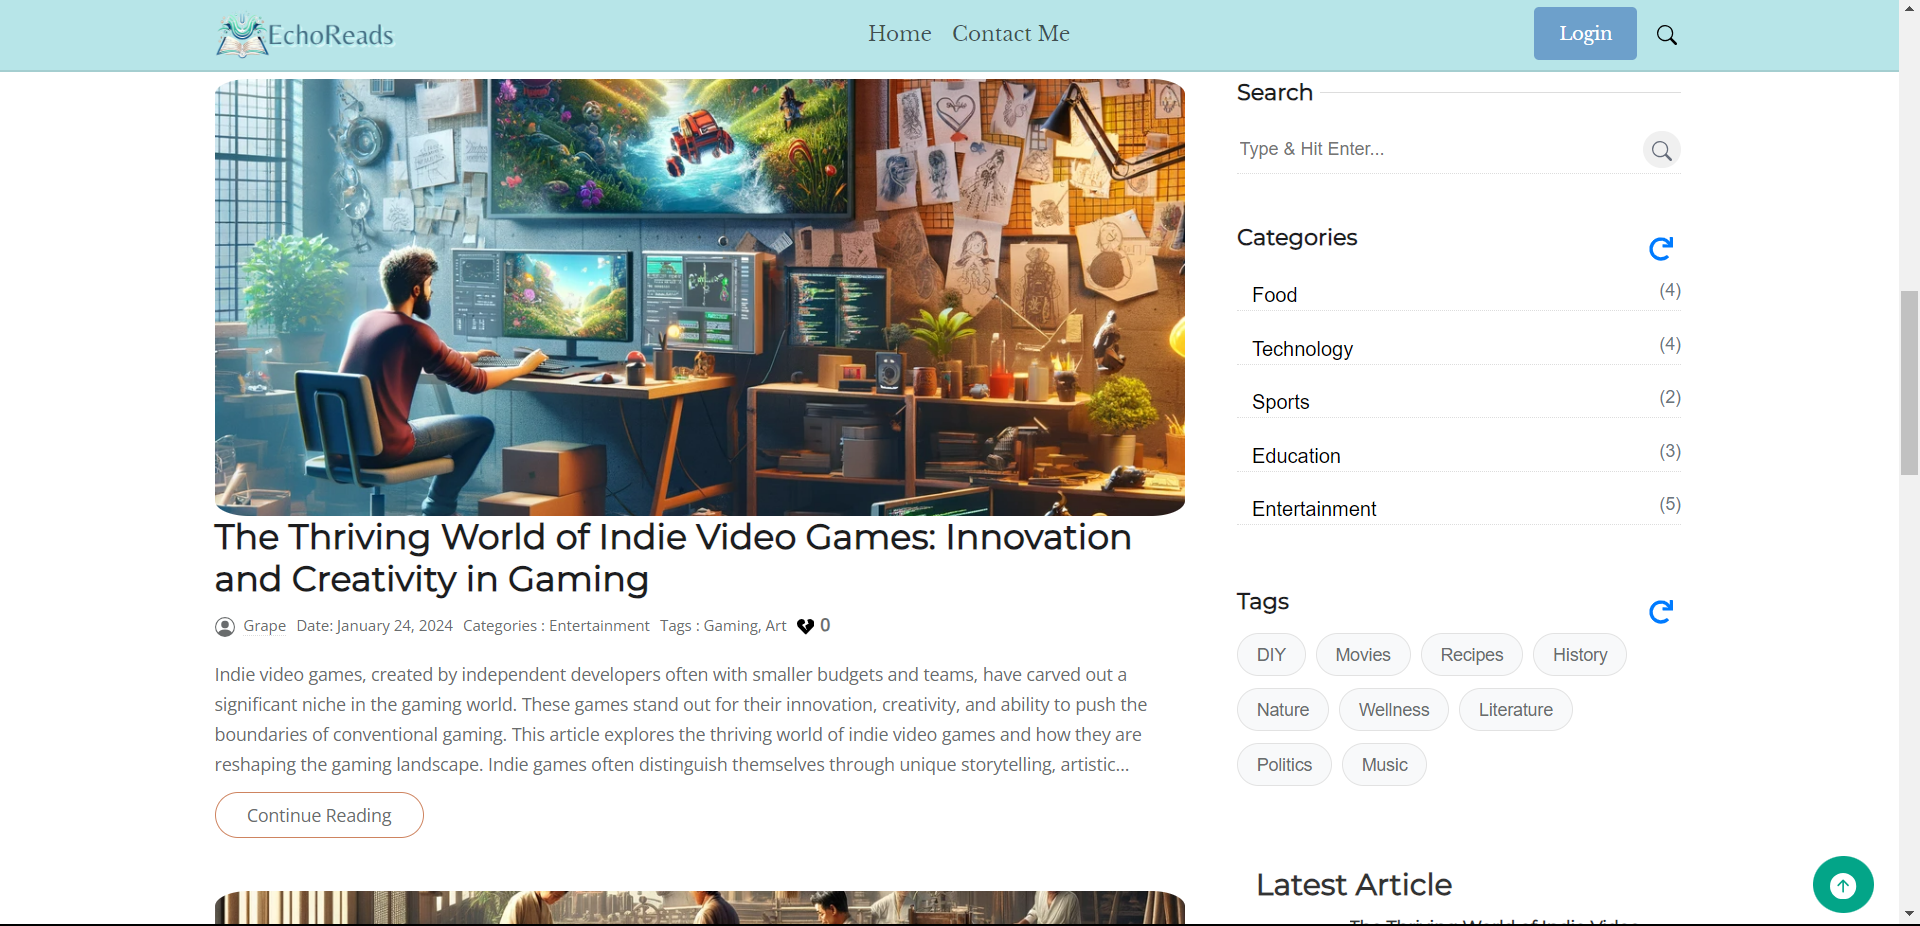 EchoReads
Home
Contact Me
Login
The Thriving World of Indie Video Games: Innovation
and Creativity in Gaming
Grape Date: January 24, 2024 Categories : Entertainment Tags : Gaming, Art 0
Indie video games, created by independent developers often with smaller budgets and teams, have carved out a
significant niche in the gaming world. These games stand out for their innovation, creativity, and ability to push the
boundaries of conventional gaming. This article explores the thriving world of indie video games and how they are
reshaping the gaming landscape. Indie games often distinguish themselves through unique storytelling, artistic...
Continue Reading
Search
Type & Hit Enter...
Categories
Food (4)
Technology (4)
Sports (2)
Education (3)
Entertainment (5)
Tags
DIY Movies Recipes History
Nature Wellness Literature
Politics Music
Latest Article
The Thriving World of Indie Video